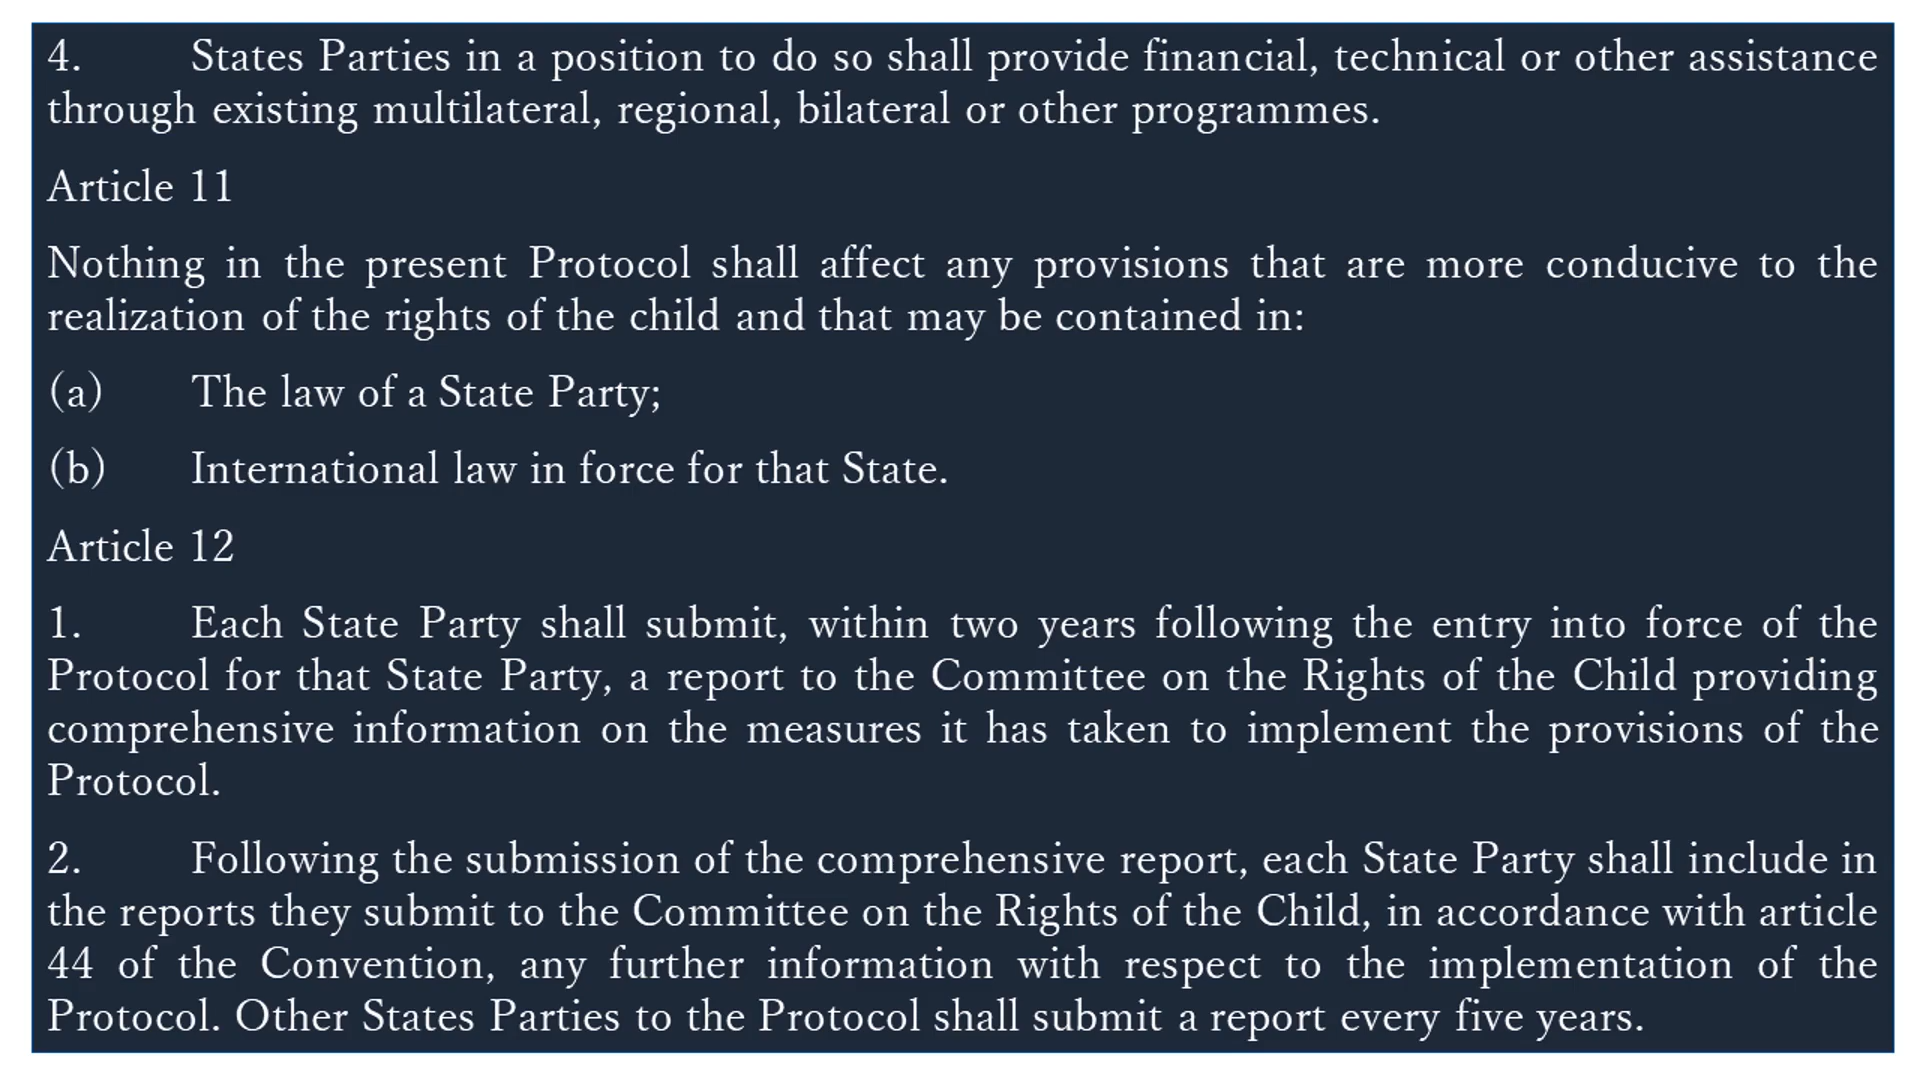 4. States Parties in a position to do so shall provide financial, technical or other assistance
through existing multilateral, regional, bilateral or other programmes.
Article 11
Nothing in the present Protocol shall affect any provisions that are more conducive to the
realization of the rights of the child and that may be contained in:
(a) The law of a State Party;
(b) International law in force for that State.
Article 12
1. Each State Party shall submit, within two years following the entry into force of the
Protocol for that State Party, a report to the Committee on the Rights of the Child providing
comprehensive information on the measures it has taken to implement the provisions of the
Protocol.
2. Following the submission of the comprehensive report, each State Party shall include in
the reports they submit to the Committee on the Rights of the Child, in accordance with article
44 of the Convention, any further information with respect to the implementation of the
Protocol. Other States Parties to the Protocol shall submit a report every five years.